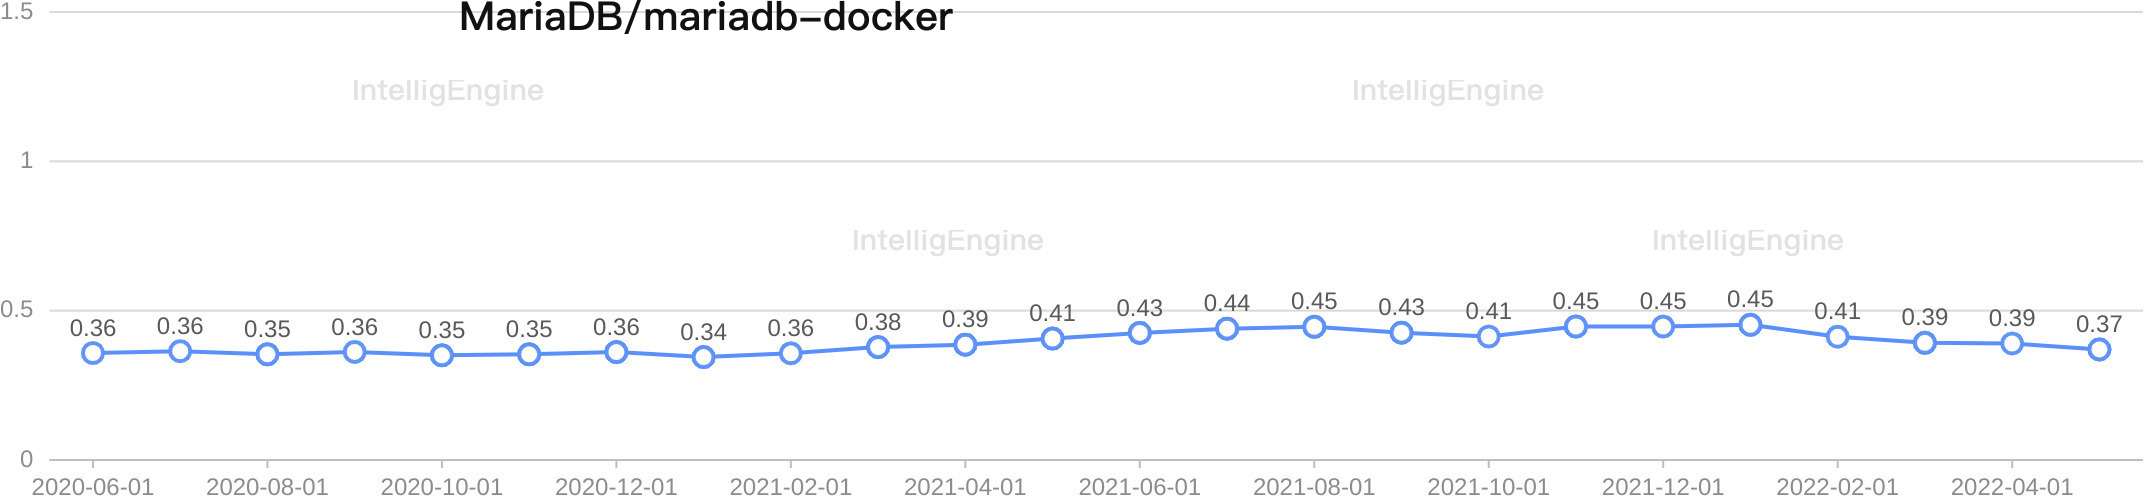 MariaDB/mariadb–docker
1.5
IntelligEngine IntelligEngine
1
IntelligEngine IntelligEngine
0.5
0.36 0.36 0.35 0.36 0.35 0.35 0.36 0.34 0.36 0.38 0.39 0.41 0.43 0.44 0.45 0.43 0.41 0.45 0.45 0.45 0.41 0.39 0.39 0.37
0
2020-06-01 2020-08-01 2020-10-01 2020-12-01 2021-02-01 2021-04-01 2021-06-01 2021-08-01 2021-10-01 2021-12-01 2022-02-01 2022-04-01